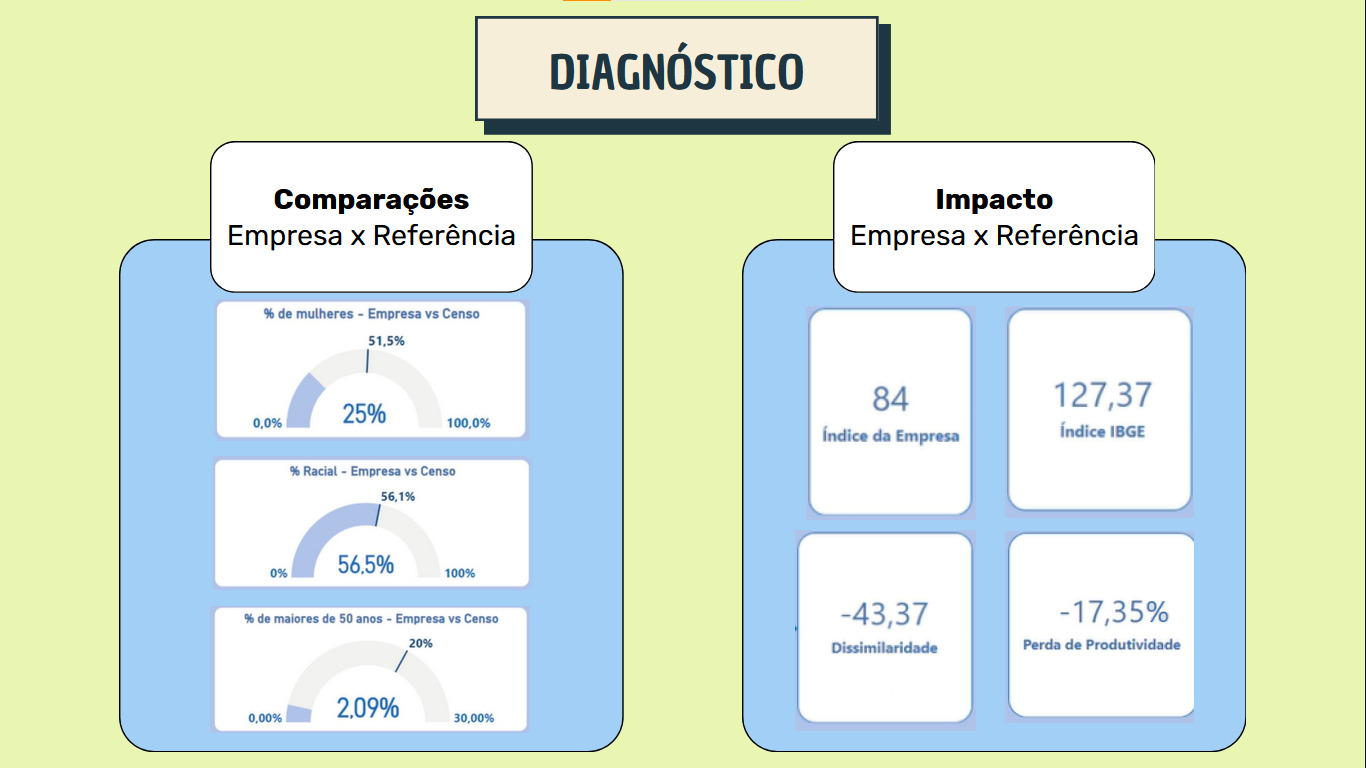 DIAGNÓSTICO
Comparações
Empresa x Referência
% de mulheres - Empresa vs Censo
51,5%
25%
0,0%
100,0%
% Racial - Empresa vs Censo
56,1%
56,5%
0%
100%
% de maiores de 50 anos - Empresa vs Censo
20%
2,09%
0,00%
30,00%
Impacto
Empresa x Referência
84
Índice da Empresa
127,37
Índice IBGE
-43,37
Dissimilaridade
-17,35%
Perda de Produtividade